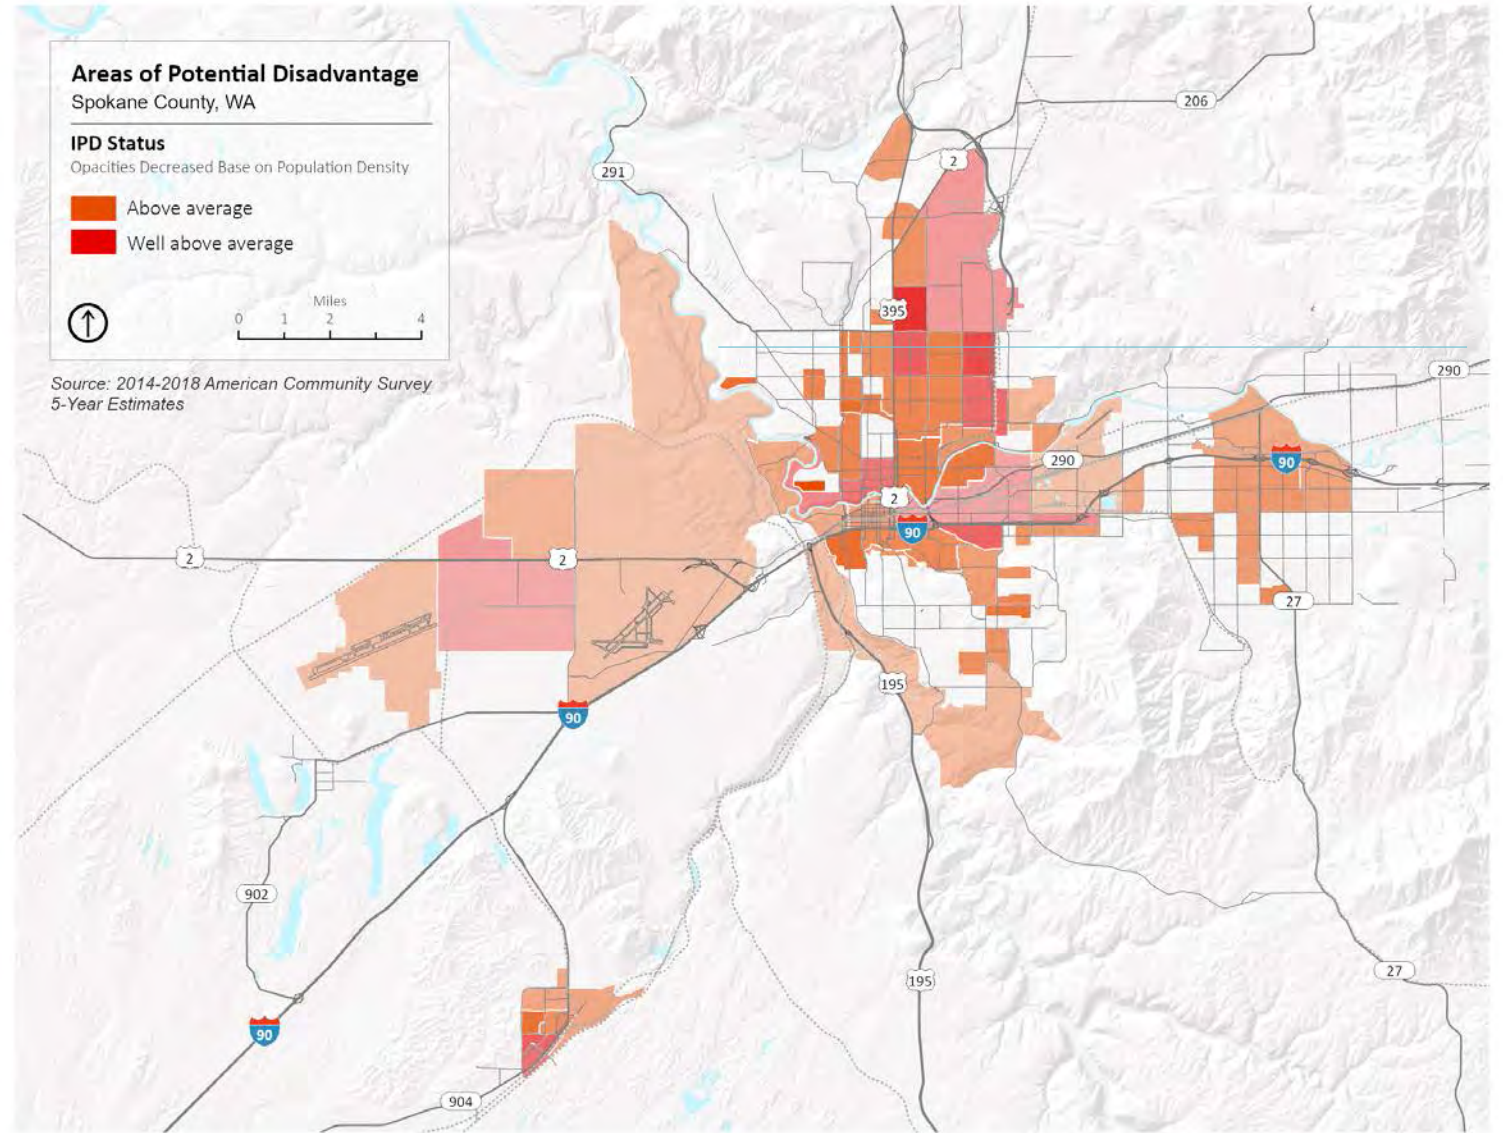 Areas of Potential Disadvantage
Spokane County, WA
IPD Status
Opacities Decreased Base on Population Density
Above average
Well above average
Miles
0 1 2 4
Source: 2014-2018 American Community Survey
5-Year Estimates
206
2
291
395
290
290
90
2
90
2
2
27
195
90
902
27
195
90
904